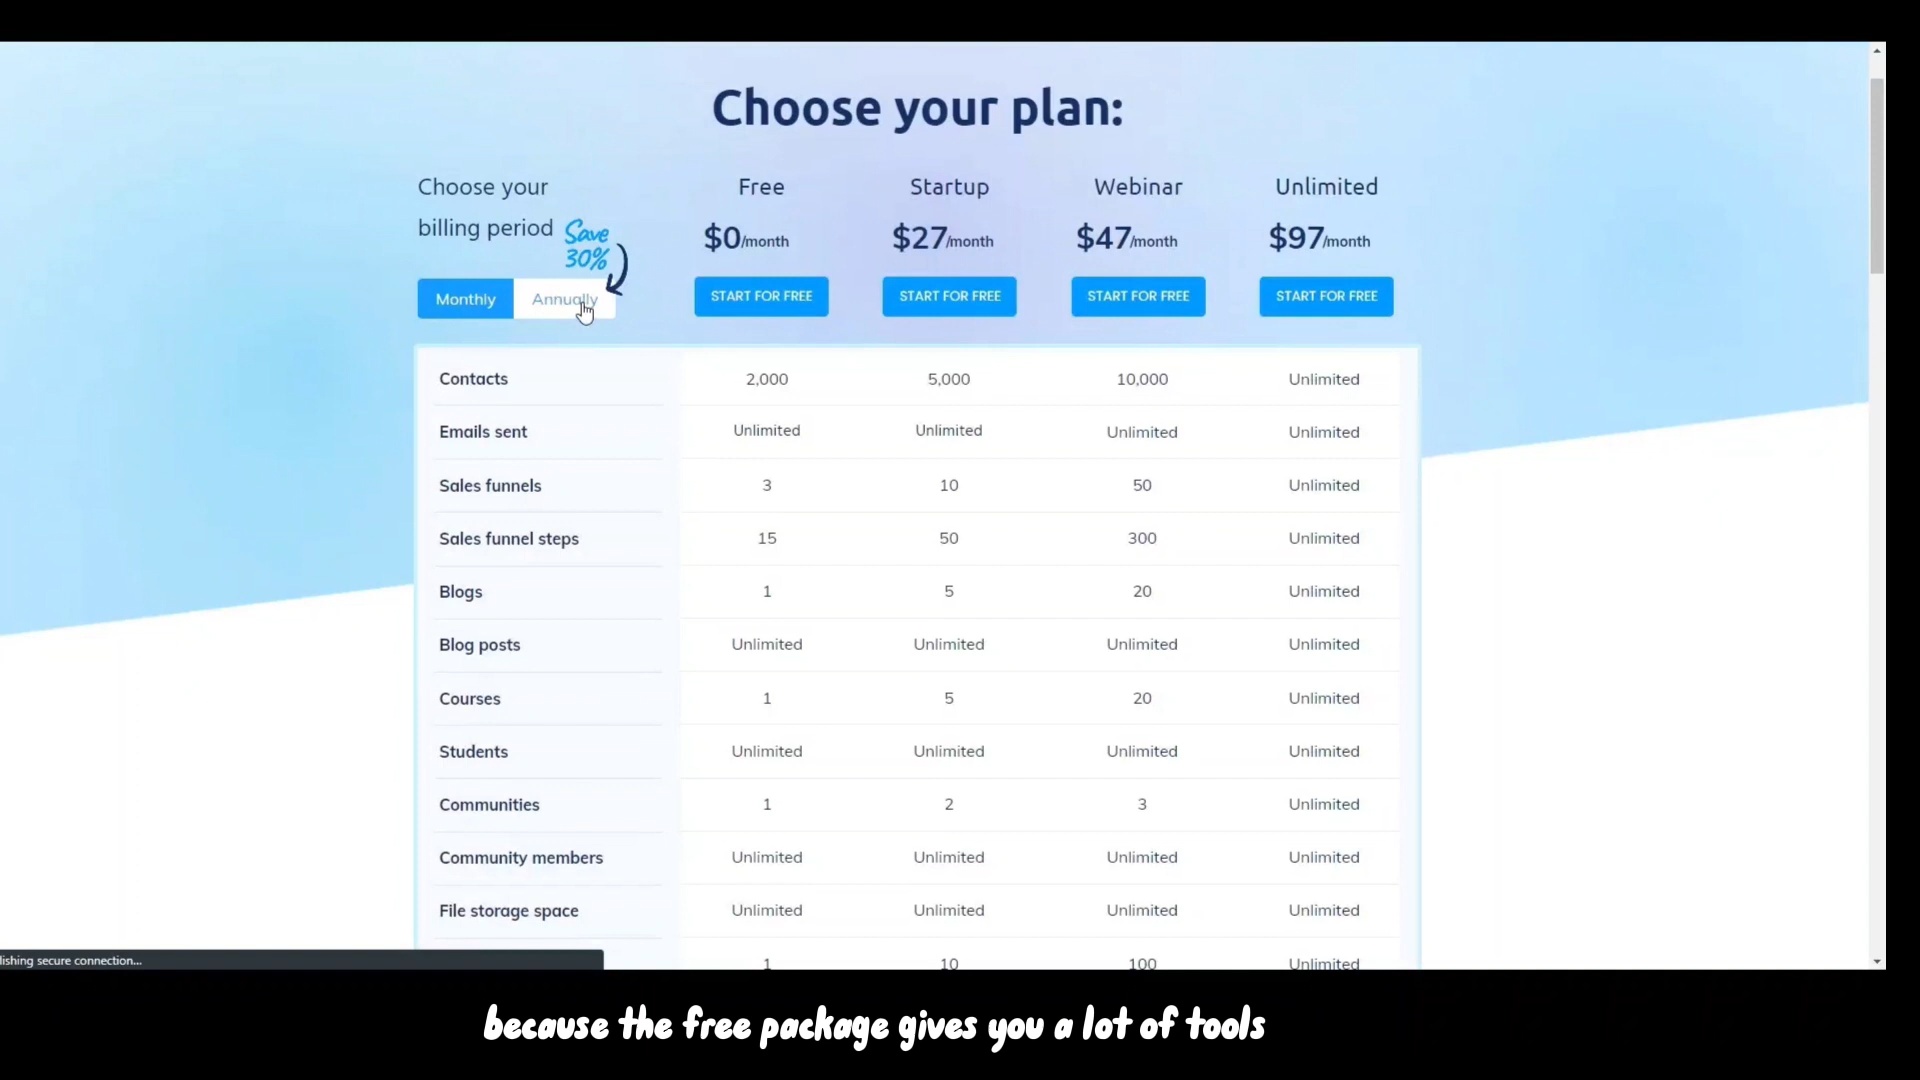 Choose your plan:
Choose your
billing period
Save
30%
Monthly
Annually
Free
Startup
Webinar
Unlimited
$0/month
$27/month
$47/month
$97/month
START FOR FREE
START FOR FREE
START FOR FREE
START FOR FREE
Contacts 2,000 5,000 10,000 Unlimited
Emails sent Unlimited Unlimited Unlimited Unlimited
Sales funnels 3 10 50 Unlimited
Sales funnel steps 15 50 300 Unlimited
Blogs 1 5 20 Unlimited
Blog posts Unlimited Unlimited Unlimited Unlimited
Courses 1 5 20 Unlimited
Students Unlimited Unlimited Unlimited Unlimited
Communities 1 2 3 Unlimited
Community members Unlimited Unlimited Unlimited Unlimited
File storage space Unlimited Unlimited Unlimited Unlimited
1 10 100 Unlimited
lishing secure connection...
because the free package gives you a lot of tools